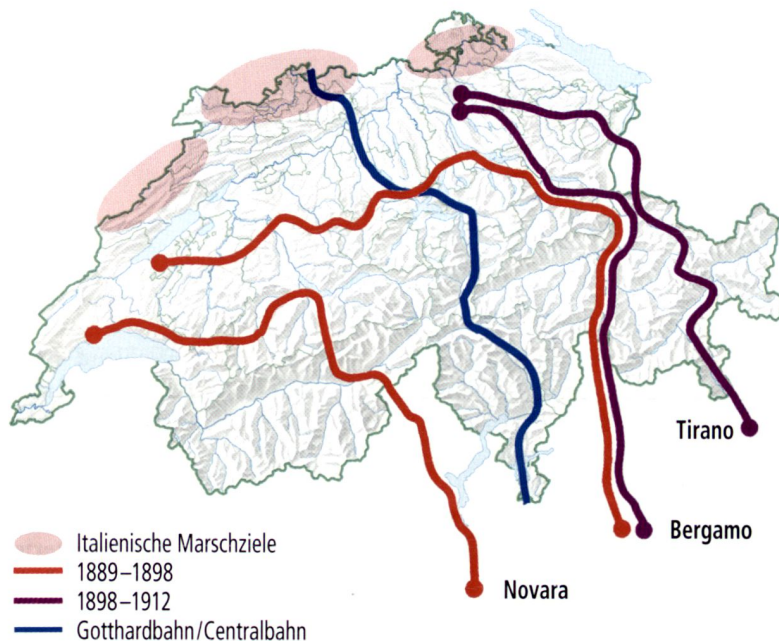 Tirano
Bergamo
Novara
Italienische Marschziele
1889–1898
1898–1912
Gotthardbahn/Centralbahn